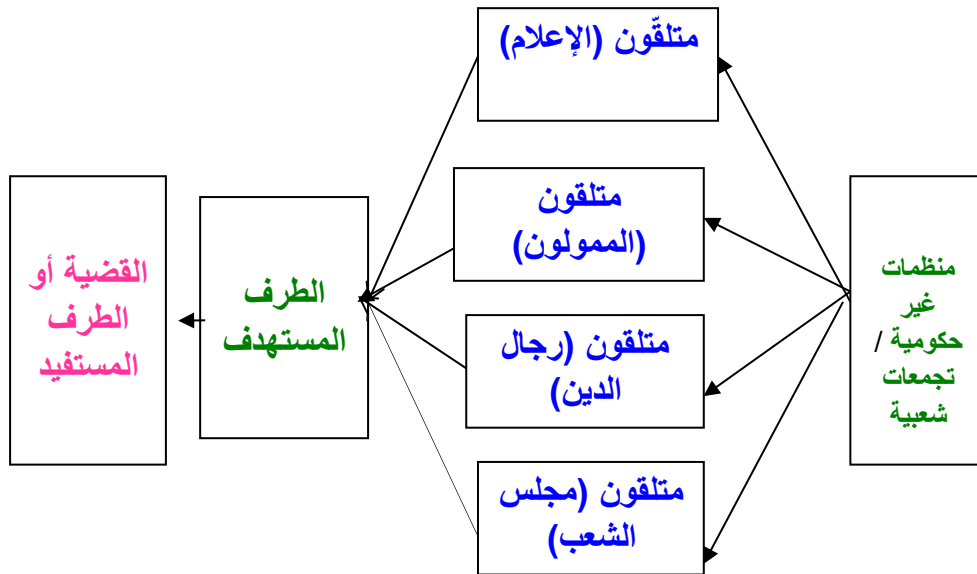 منظمات
غير
حكومية /
تجمعات
شعبية
متلقّون (الإعلام)
متلقون
(الممولون)
متلقون (رجال
الدين)
متلقون (مجلس
الشعب)
الطرف
المستهدف
القضية أو
الطرف
المستفيد